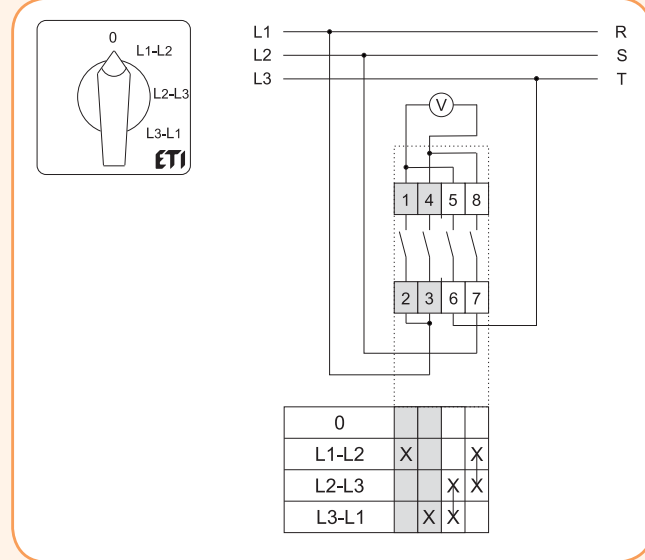 0
L1-L2
L2-L3
L3-L1
ETI
L1 R
L2 S
L3 T
V
1 4 5 8
2 3 6 7
0
L1-L2 X X
L2-L3 X X
L3-L1 X X